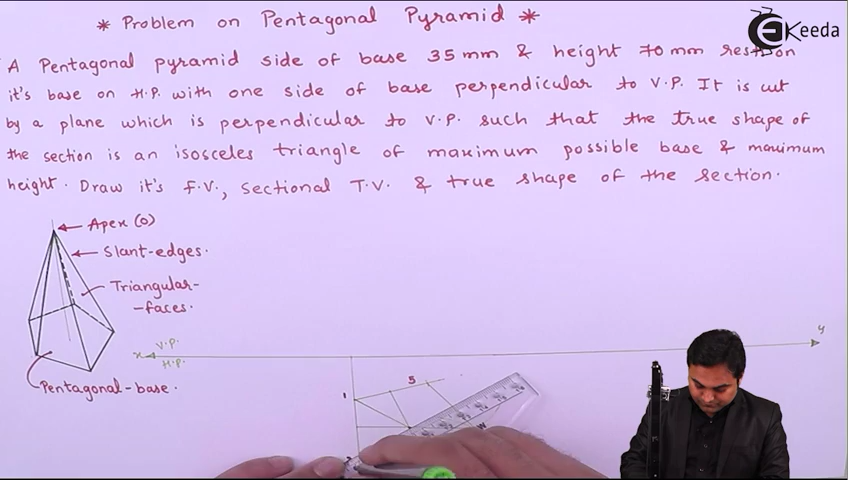 * Problem on Pentagonal Pyramid *
Keeda
A Pentagonal pyramid side of base 35 mm & height 70 mm rests on
it's base on H.P. with one side of base perpendicular to V.P. It is cut
by a plane which is perpendicular to V.P. such that the true shape of
the section is an isosceles triangle of maximum possible base & maximum
height. Draw it's F.V., sectional T.V. & true shape of the section.
Apex (O)
Slant-edges.
Triangular-
-faces.
Pentagonal-base.
x V.P.
H.P.
y
1
5